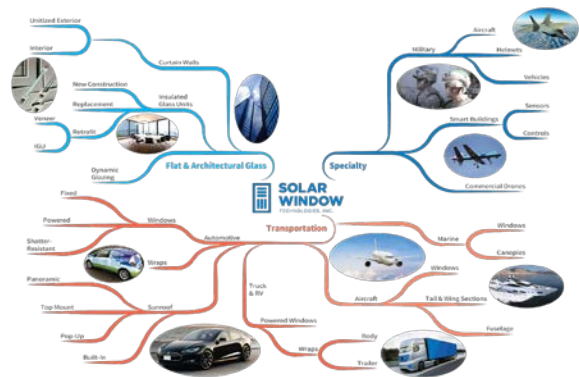 Unitized Exterior
Interior
Curtain Walls
New Construction
Replacement
Insulated
Glass Units
Veneer
Retrofit
IGU
Dynamic
Glazing
Flat & Architectural Glass
Aircraft
Military
Helmets
Vehicles
Sensors
Smart Buildings
Controls
Specialty
Commercial Drones
SOLAR
WINDOW
TECHNOLOGIES, INC.
Transportation
Fixed
Powered
Windows
Shatter-
Resistant
Automotive
Wraps
Panoramic
Top Mount
Sunroof
Pop-Up
Built-In
Truck
& RV
Powered Windows
Wraps
Body
Trailer
Marine
Windows
Canopies
Windows
Aircraft
Tail & Wing Sections
Fuselage